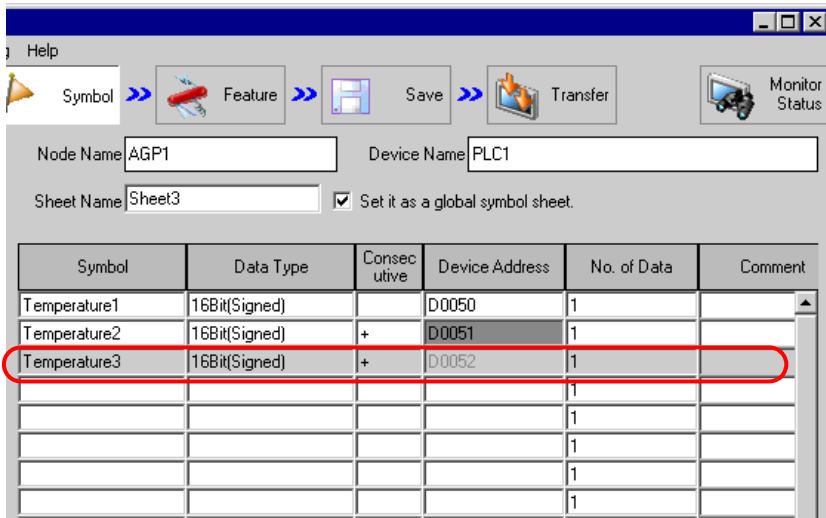 g Help
Symbol Feature Save Transfer Monitor Status
Node Name AGP1 Device Name PLC1
Sheet Name Sheet3 Set it as a global symbol sheet.
Symbol Data Type Consec utive Device Address No. of Data Comment
Temperature1 16Bit(Signed) D0050 1
Temperature2 16Bit(Signed) + D0051 1
Temperature3 16Bit(Signed) + D0052 1
1
1
1
1
1